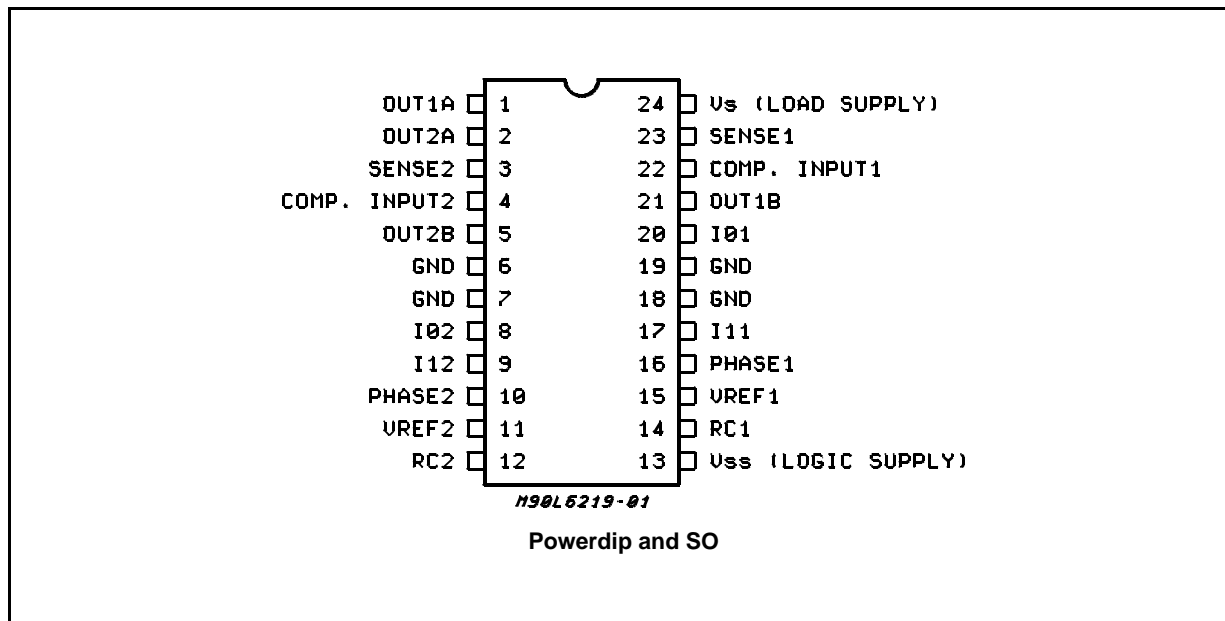 OUT1A 1 24 Vs (LOAD SUPPLY)
OUT2A 2 23 SENSE1
SENSE2 3 22 COMP. INPUT1
COMP. INPUT2 4 21 OUT1B
OUT2B 5 20 I01
GND 6 19 GND
GND 7 18 GND
I02 8 17 I11
I12 9 16 PHASE1
PHASE2 10 15 VREF1
VREF2 11 14 RC1
RC2 12 13 Vss (LOGIC SUPPLY)
M90L6219-01
Powerdip and SO